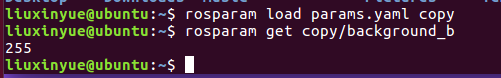 liuxinyue@ubuntu:~$ rosparam load params.yaml copy
liuxinyue@ubuntu:~$ rosparam get copy/background_b
255
liuxinyue@ubuntu:~$